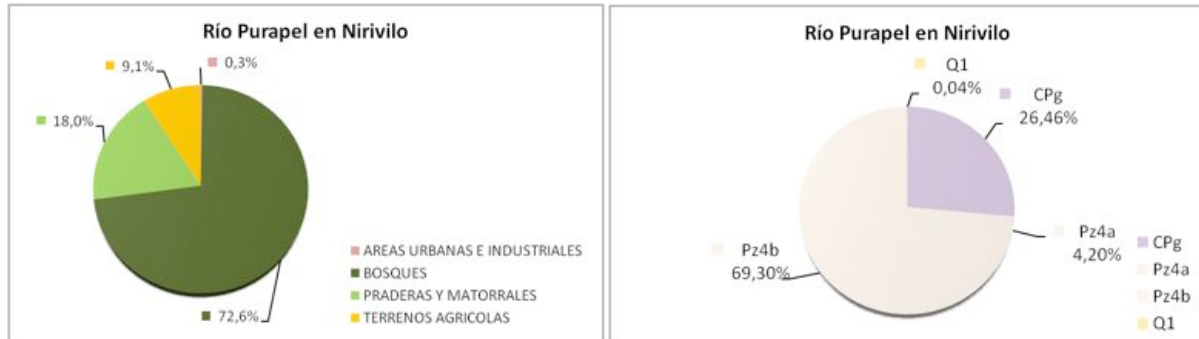 Río Purapel en Nirivilo
9,1%
0,3%
18,0%
AREAS URBANAS E INDUSTRIALES
BOSQUES
PRADERAS Y MATORRALES
TERRENOS AGRICOLAS
72,6%
Río Purapel en Nirivilo
Q1
0,04%
CPg
26,46%
Pz4b
69,30%
Pz4a
4,20%
CPg
Pz4a
Pz4b
Q1